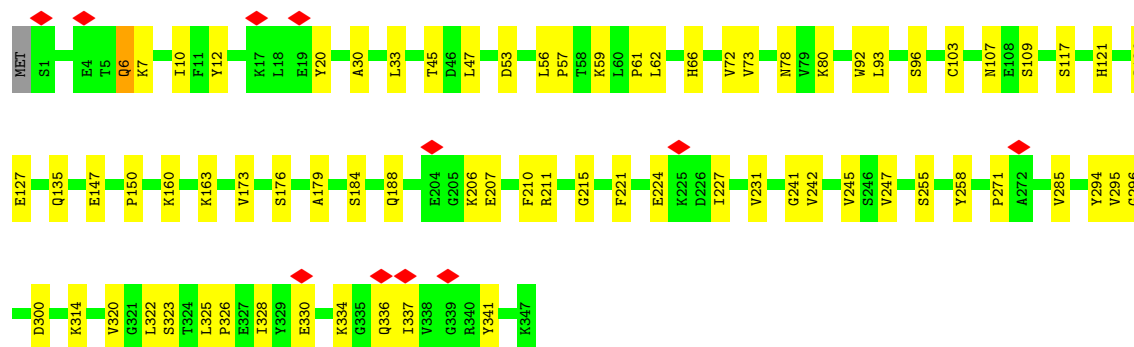 MET S1 E4 T5 Q6 K7 I10 F11 Y12 K17 L18 E19 Y20 A30 L33 T45 D46 L47 D53 L56 P57 T58 K59 L60 P61 L62 H66 V72 V73 N78 V79 K80 W92 L93 S96 C103 N107 E108 S109 S117 H121
E127 Q135 E147 P150 K160 K163 V173 S176 A179 S184 Q188 E204 G205 K206 E207 F210 R211 G215 F221 E224 K225 D226 I227 V231 G241 V242 V245 S246 V247 S255 Y258 P271 A272 V285 Y294 V295
D300 K314 V320 G321 L322 S323 T324 L325 P326 E327 I328 Y329 E330 K334 G335 Q336 I337 V338 G339 R340 Y341 K347